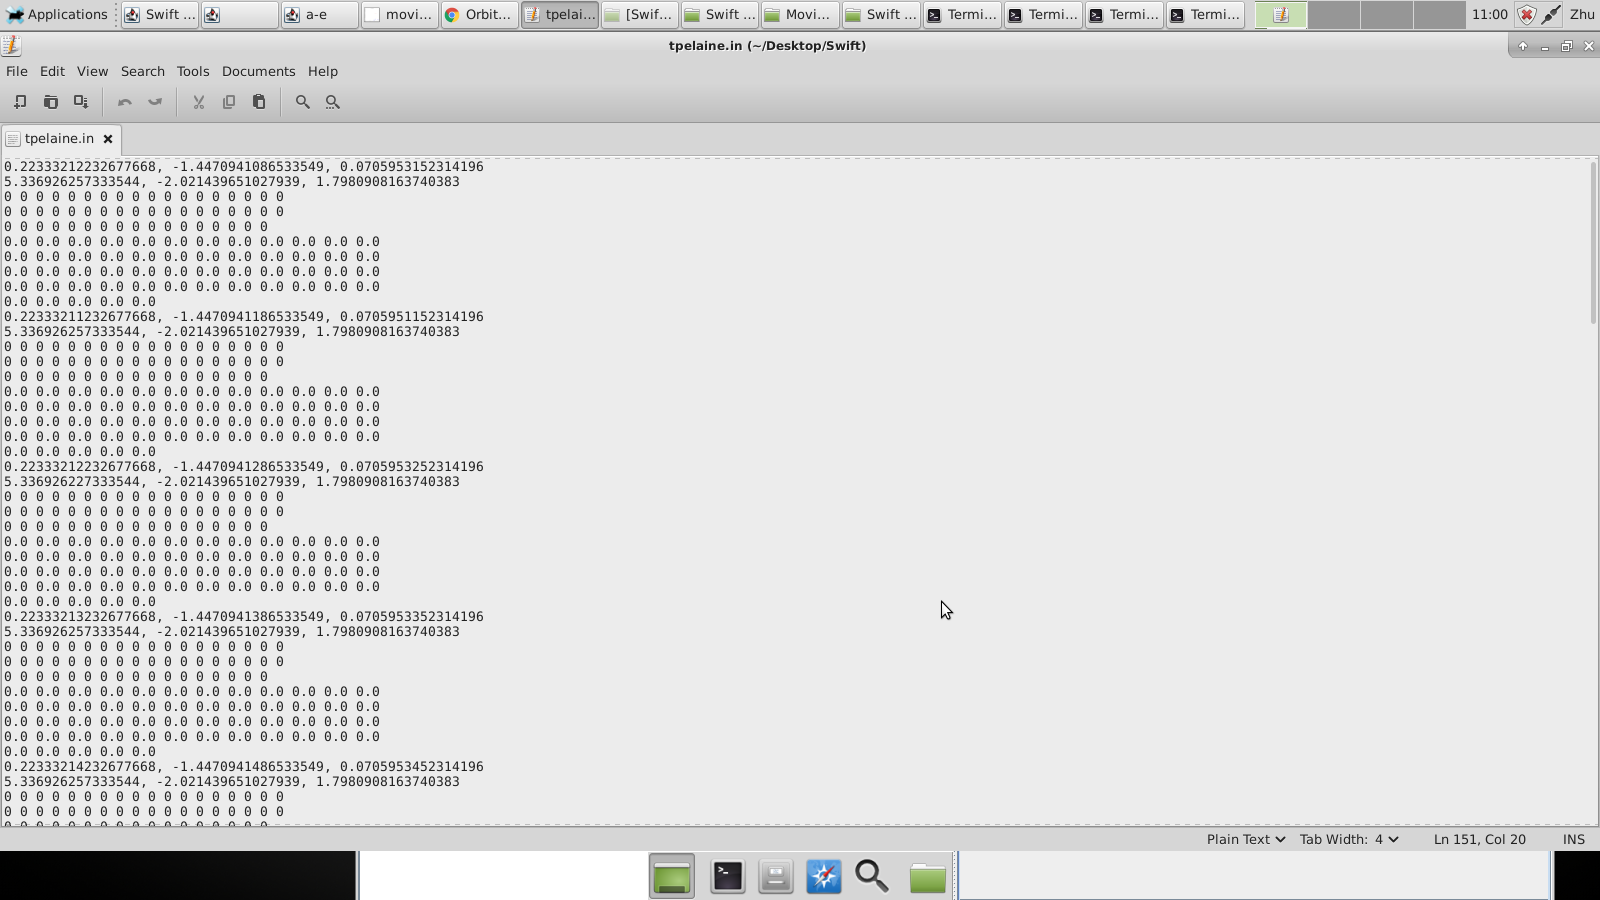 Applications Swift ... a-e movi... Orbit... tpelai... [Swif... Swift ... Movi... Swift ... Termi... Termi... Termi... Termi... 11:00 Zhu
tpelaine.in (~/Desktop/Swift)
File Edit View Search Tools Documents Help
tpelaine.in
0.22333212232677668, -1.4470941086533549, 0.0705953152314196
5.336926257333544, -2.021439651027939, 1.7980908163740383
0 0 0 0 0 0 0 0 0 0 0 0 0 0 0 0 0 0
0 0 0 0 0 0 0 0 0 0 0 0 0 0 0 0 0 0
0 0 0 0 0 0 0 0 0 0 0 0 0 0 0 0 0
0.0 0.0 0.0 0.0 0.0 0.0 0.0 0.0 0.0 0.0 0.0 0.0
0.0 0.0 0.0 0.0 0.0 0.0 0.0 0.0 0.0 0.0 0.0 0.0
0.0 0.0 0.0 0.0 0.0 0.0 0.0 0.0 0.0 0.0 0.0 0.0
0.0 0.0 0.0 0.0 0.0 0.0 0.0 0.0 0.0 0.0 0.0 0.0
0.0 0.0 0.0 0.0 0.0
0.22333211232677668, -1.4470941186533549, 0.0705951152314196
5.336926257333544, -2.021439651027939, 1.7980908163740383
0 0 0 0 0 0 0 0 0 0 0 0 0 0 0 0 0 0
0 0 0 0 0 0 0 0 0 0 0 0 0 0 0 0 0 0
0 0 0 0 0 0 0 0 0 0 0 0 0 0 0 0 0
0.0 0.0 0.0 0.0 0.0 0.0 0.0 0.0 0.0 0.0 0.0 0.0
0.0 0.0 0.0 0.0 0.0 0.0 0.0 0.0 0.0 0.0 0.0 0.0
0.0 0.0 0.0 0.0 0.0 0.0 0.0 0.0 0.0 0.0 0.0 0.0
0.0 0.0 0.0 0.0 0.0 0.0 0.0 0.0 0.0 0.0 0.0 0.0
0.0 0.0 0.0 0.0 0.0
0.22333212232677668, -1.4470941286533549, 0.0705953252314196
5.336926227333544, -2.021439651027939, 1.7980908163740383
0 0 0 0 0 0 0 0 0 0 0 0 0 0 0 0 0 0
0 0 0 0 0 0 0 0 0 0 0 0 0 0 0 0 0 0
0 0 0 0 0 0 0 0 0 0 0 0 0 0 0 0 0
0.0 0.0 0.0 0.0 0.0 0.0 0.0 0.0 0.0 0.0 0.0 0.0
0.0 0.0 0.0 0.0 0.0 0.0 0.0 0.0 0.0 0.0 0.0 0.0
0.0 0.0 0.0 0.0 0.0 0.0 0.0 0.0 0.0 0.0 0.0 0.0
0.0 0.0 0.0 0.0 0.0 0.0 0.0 0.0 0.0 0.0 0.0 0.0
0.0 0.0 0.0 0.0 0.0
0.22333213232677668, -1.4470941386533549, 0.0705953352314196
5.336926257333544, -2.021439651027939, 1.7980908163740383
0 0 0 0 0 0 0 0 0 0 0 0 0 0 0 0 0 0
0 0 0 0 0 0 0 0 0 0 0 0 0 0 0 0 0 0
0 0 0 0 0 0 0 0 0 0 0 0 0 0 0 0 0
0.0 0.0 0.0 0.0 0.0 0.0 0.0 0.0 0.0 0.0 0.0 0.0
0.0 0.0 0.0 0.0 0.0 0.0 0.0 0.0 0.0 0.0 0.0 0.0
0.0 0.0 0.0 0.0 0.0 0.0 0.0 0.0 0.0 0.0 0.0 0.0
0.0 0.0 0.0 0.0 0.0 0.0 0.0 0.0 0.0 0.0 0.0 0.0
0.0 0.0 0.0 0.0 0.0
0.22333214232677668, -1.4470941486533549, 0.0705953452314196
5.336926257333544, -2.021439651027939, 1.7980908163740383
0 0 0 0 0 0 0 0 0 0 0 0 0 0 0 0 0 0
0 0 0 0 0 0 0 0 0 0 0 0 0 0 0 0 0 0
Plain Text Tab Width: 4 Ln 151, Col 20 INS